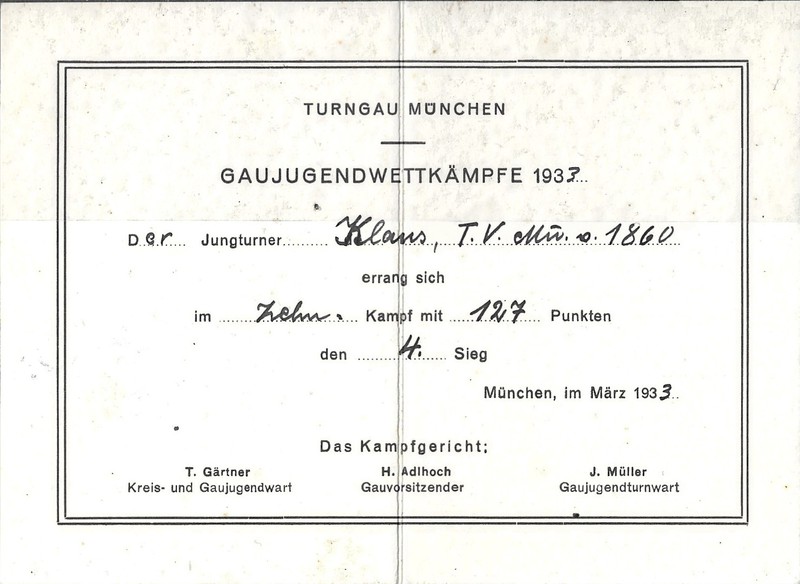 TURNGAU MÜNCHEN
GAUJUGENDWETTKÄMPFE 1933
Der Jungturner Klaus, T.V. Mü. v. 1860
errang sich
im Zehn- Kampf mit 127 Punkten
den 4. Sieg
München, im März 1933
Das Kampfgericht:
T. Gärtner H. Adlhoch J. Müller
Kreis- und Gaujugendwart Gauvorsitzender Gaujugendturnwart